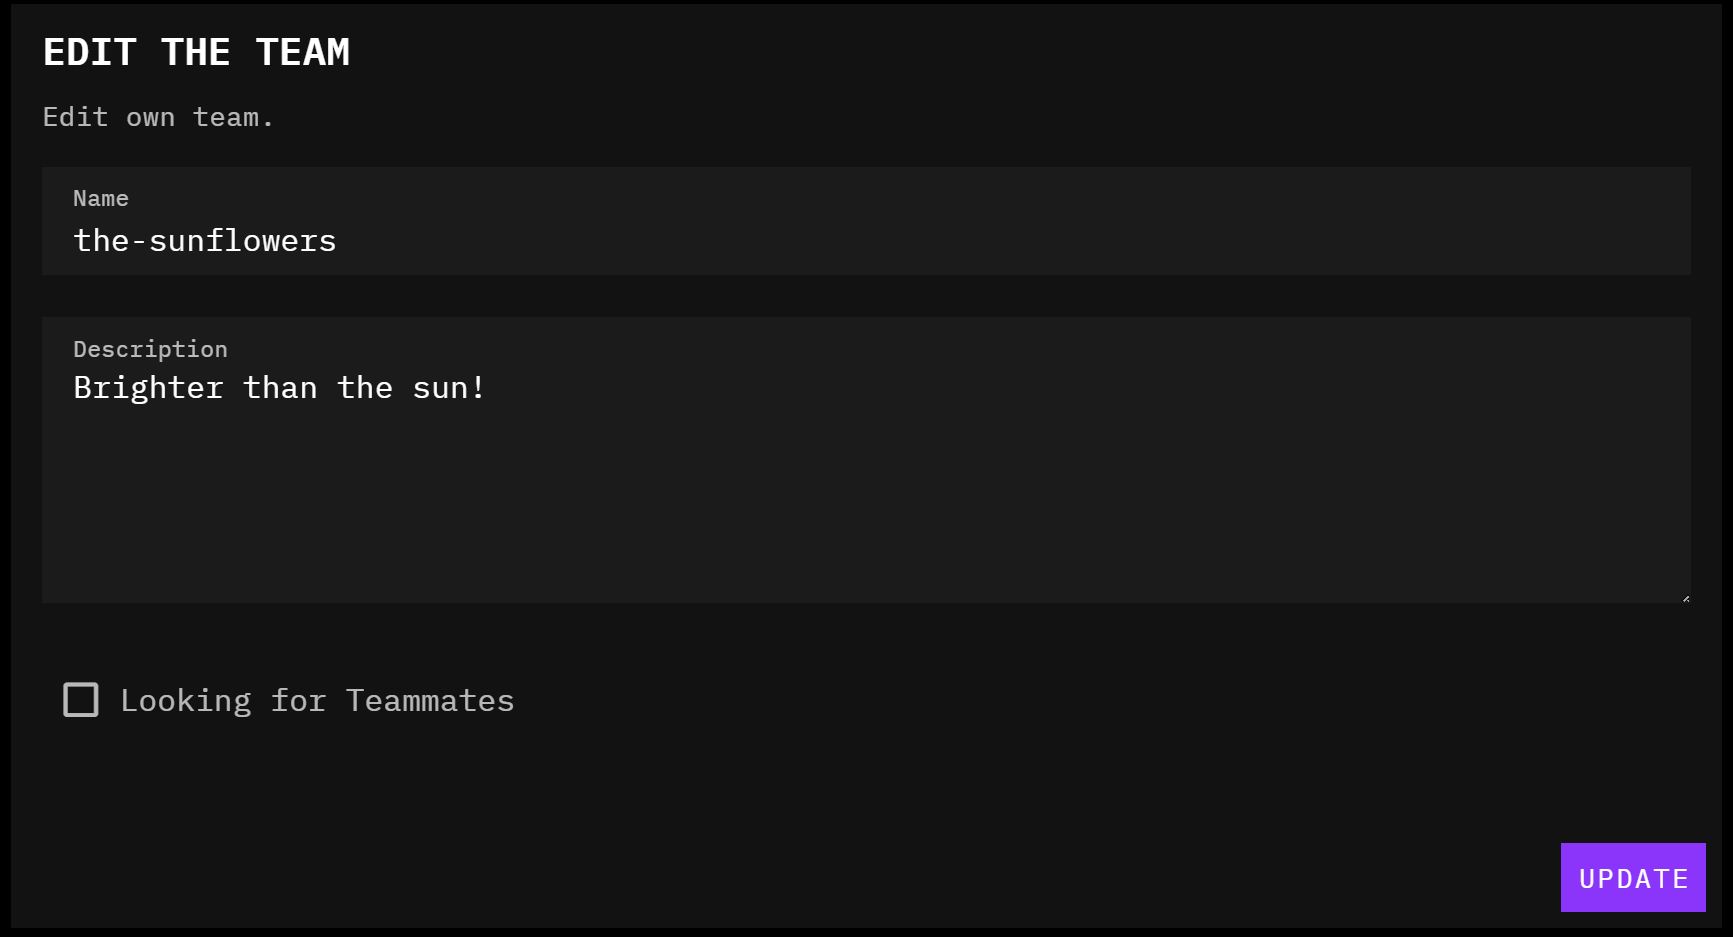 EDIT THE TEAM
Edit own team.
Name
the-sunflowers
Description
Brighter than the sun!
Looking for Teammates
UPDATE